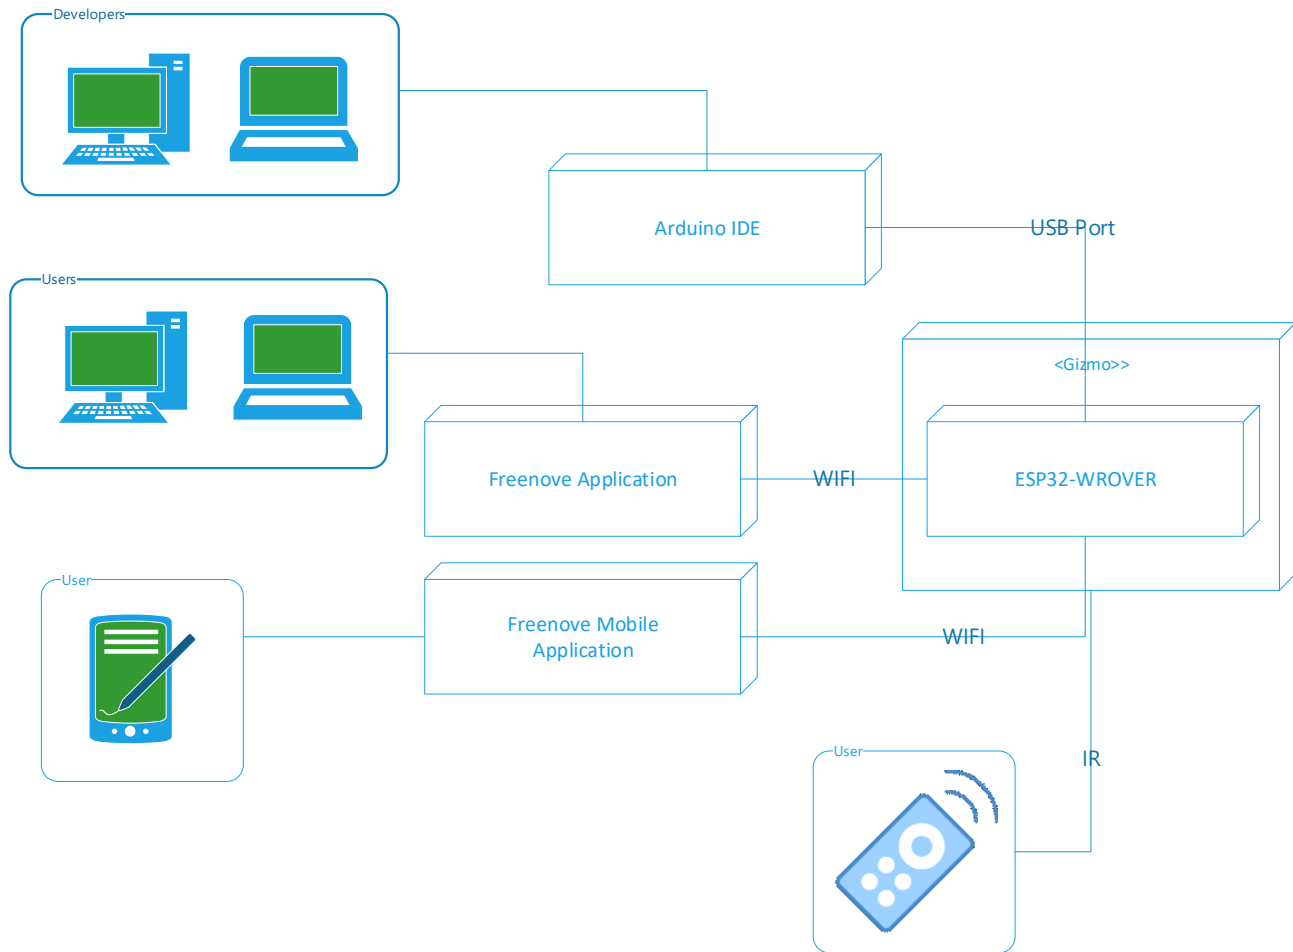 Developers
Arduino IDE
USB Port
Users
<Gizmo>>
Freenove Application
WIFI
ESP32-WROVER
User
Freenove Mobile
Application
WIFI
User
IR